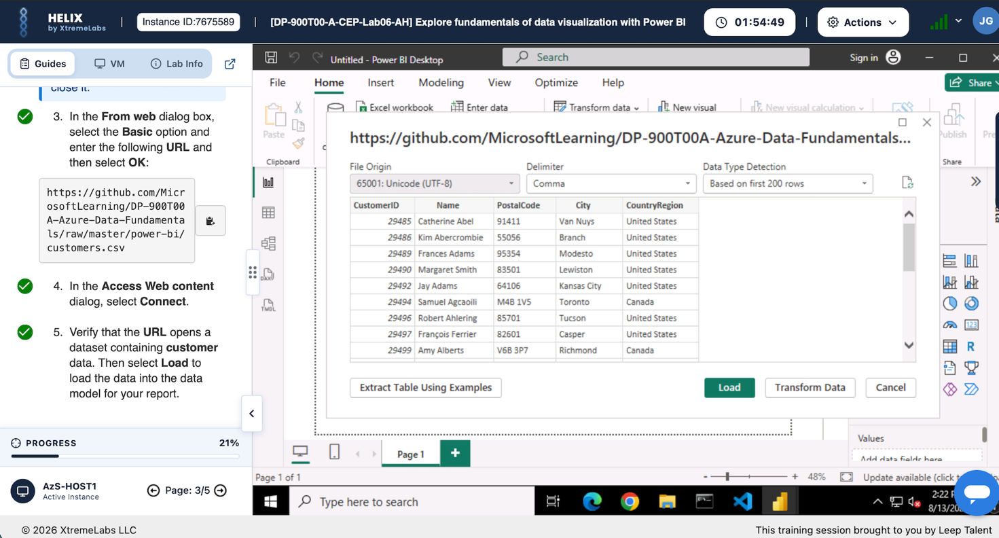 HELIX
by XtremeLabs
Instance ID:7675589
[DP-900T00-A-CEP-Lab06-AH] Explore fundamentals of data visualization with Power BI
01:54:49
Actions
JG
Guides
VM
Lab Info
close it.
3. In the From web dialog box,
select the Basic option and
enter the following URL and
then select OK:
https://github.com/Micr
osoftLearning/DP-900T00
A-Azure-Data-Fundamenta
ls/raw/master/power-bi/
customers.csv
4. In the Access Web content
dialog, select Connect.
5. Verify that the URL opens a
dataset containing customer
data. Then select Load to
load the data into the data
model for your report.
PROGRESS
21%
AzS-HOST1
Active Instance
Page: 3/5
Untitled - Power BI Desktop
Search
Sign in
File Home Insert Modeling View Optimize Help
Share
Paste
Clipboard
Excel workbook
Enter data
Transform data
New visual
New visual calculation
Share
DAX
TMDL
https://github.com/MicrosoftLearning/DP-900T00A-Azure-Data-Fundamentals...
File Origin
Delimiter
Data Type Detection
65001: Unicode (UTF-8)
Comma
Based on first 200 rows
CustomerID Name PostalCode City CountryRegion
29485 Catherine Abel 91411 Van Nuys United States
29486 Kim Abercrombie 55056 Branch United States
29489 Frances Adams 95354 Modesto United States
29490 Margaret Smith 83501 Lewiston United States
29492 Jay Adams 64106 Kansas City United States
29494 Samuel Agcaoili M4B 1V5 Toronto Canada
29496 Robert Ahlering 85701 Tucson United States
29497 François Ferrier 82601 Casper United States
29499 Amy Alberts V6B 3P7 Richmond Canada
Extract Table Using Examples
Load
Transform Data
Cancel
123
R
Values
Add data fields here
Page 1
Page 1 of 1
- + 48%
Update available (click
Type here to search
2:22
© 2026 XtremeLabs LLC
This training session brought to you by Leep Talent